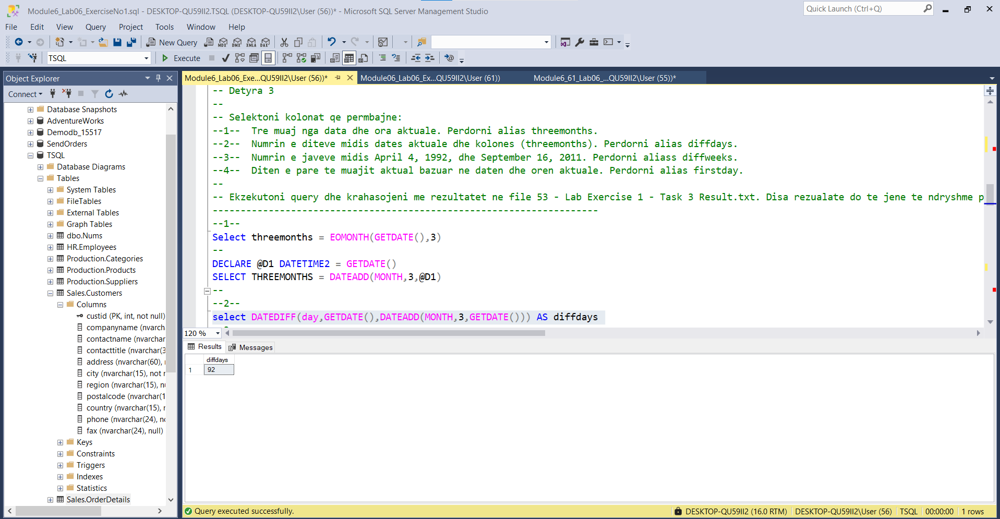 Module6_Lab06_ExerciseNo1.sql - DESKTOP-QU59II2.TSQL (DESKTOP-QU59II2\User (56))* - Microsoft SQL Server Management Studio
Quick Launch (Ctrl+Q)
File Edit View Query Project Tools Window Help
New Query MDX DMX XMLA DAX
TSQL Execute
Object Explorer
Connect
Database Snapshots
AdventureWorks
Demodb_15517
SendOrders
TSQL
Database Diagrams
Tables
System Tables
FileTables
External Tables
Graph Tables
dbo.Nums
HR.Employees
Production.Categories
Production.Products
Production.Suppliers
Sales.Customers
Columns
custid (PK, int, not null)
companyname (nvarch
contactname (nvarchar
contacttitle (nvarchar(3
address (nvarchar(60),
city (nvarchar(15), not
region (nvarchar(15), nu
postalcode (nvarchar(1
country (nvarchar(15),
phone (nvarchar(24), no
fax (nvarchar(24), null)
Keys
Constraints
Triggers
Indexes
Statistics
Sales.OrderDetails
Module6_Lab06_Exe...QU59II2\User (56))* Module06_Lab06_Ex...QU59II2\User (61)) Module6_61_Lab06_...QU59II2\User (55))*
-- Detyra 3
--
-- Selektoni kolonat qe permbajne:
--1-- Tre muaj nga data dhe ora aktuale. Perdorni alias threemonths.
--2-- Numrin e diteve midis dates aktuale dhe kolones (threemonths). Perdorni alias diffdays.
--3-- Numrin e javeve midis April 4, 1992, dhe September 16, 2011. Perdorni aliass diffweeks.
--4-- Diten e pare te muajit aktual bazuar ne daten dhe oren aktuale. Perdorni alias firstday.
--
-- Ekzekutoni query dhe krahasojeni me rezultatet ne file 53 - Lab Exercise 1 - Task 3 Result.txt. Disa rezualate do te jene te ndryshme p
---------------------------------------------------------------------
--1--
Select threemonths = EOMONTH(GETDATE(),3)
--
DECLARE @D1 DATETIME2 = GETDATE()
SELECT THREEMONTHS = DATEADD(MONTH,3,@D1)
--
--2--
select DATEDIFF(day,GETDATE(),DATEADD(MONTH,3,GETDATE())) AS diffdays
120 %
Results Messages
diffdays
1 92
Query executed successfully. DESKTOP-QU59II2 (16.0 RTM) DESKTOP-QU59II2\User (56) TSQL 00:00:00 1 rows